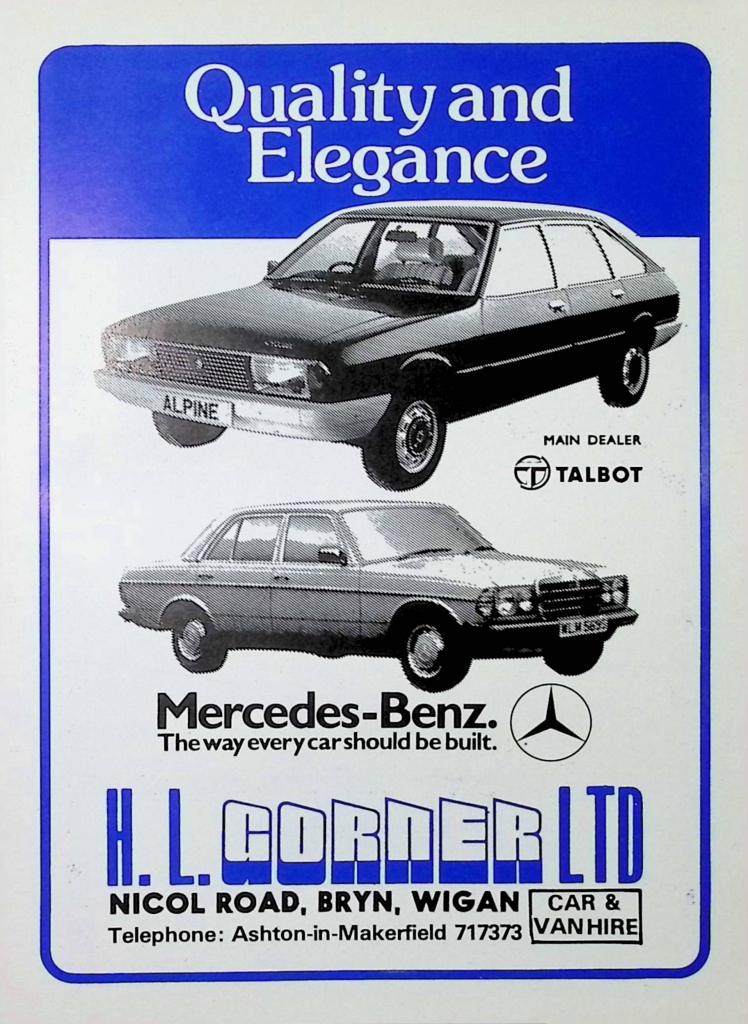 Quality and
Elegance
ALPINE
MAIN DEALER
TALBOT
Mercedes-Benz.
The way every car should be built.
H. L. GORNER LTD
NICOL ROAD, BRYN, WIGAN
Telephone: Ashton-in-Makerfield 717373
CAR &
VAN HIRE